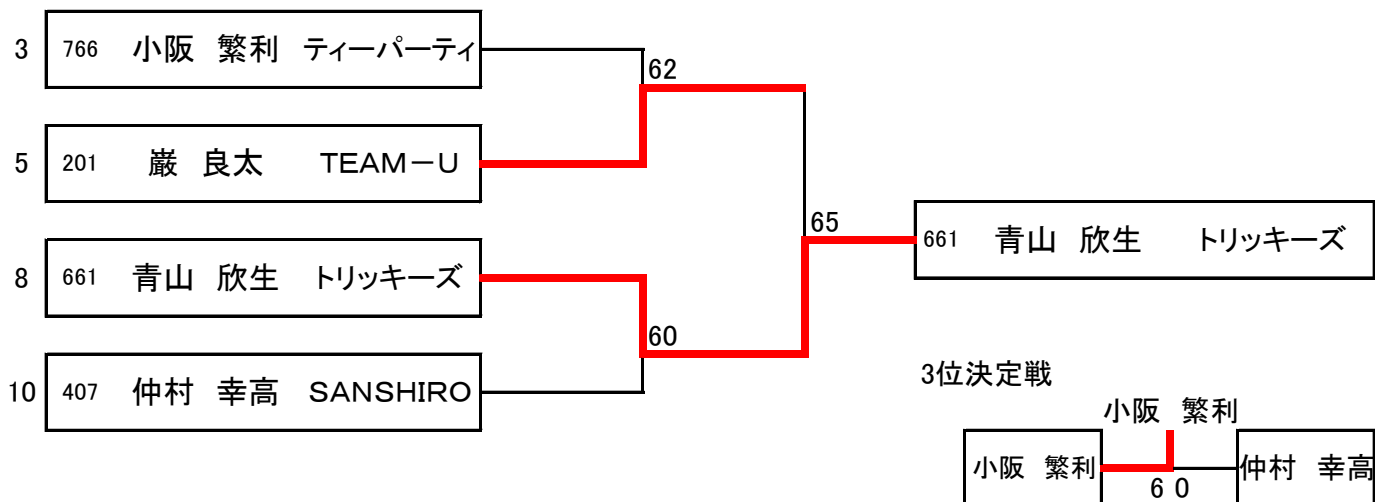 3 766 小阪 繁利 ティーパーティ
62
5 201 巌 良太 TEAM－U
65
661 青山 欣生 トリッキーズ
8 661 青山 欣生 トリッキーズ
60
10 407 仲村 幸高 SANSHIRO
3位決定戦
小阪 繁利
小阪 繁利
仲村 幸高
6 0